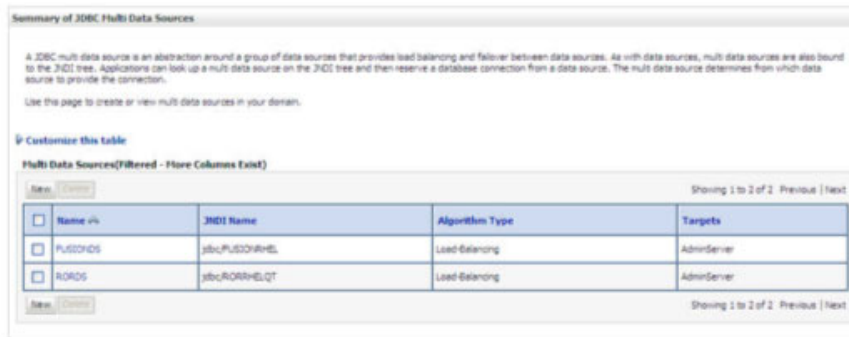 Summary of JDBC Multi Data Sources
A JDBC multi data source is an abstraction around a group of data sources that provides load balancing and failover between data sources. As with data sources, multi data sources are also bound
to the JNDI tree. Applications can look up a multi data source on the JNDI tree and then reserve a database connection from a data source. The multi data source determines from which data
source to provide the connection.
Use this page to create or view multi data sources in your domain.
Customize this table
Multi Data Sources(Filtered - More Columns Exist)
New Delete Showing 1 to 2 of 2 Previous | Next
Name JNDI Name Algorithm Type Targets
FUSIONDS jdbc/FUSIONRHEL Load-Balancing AdminServer
RORDS jdbc/RORRHELQT Load-Balancing AdminServer
New Delete Showing 1 to 2 of 2 Previous | Next